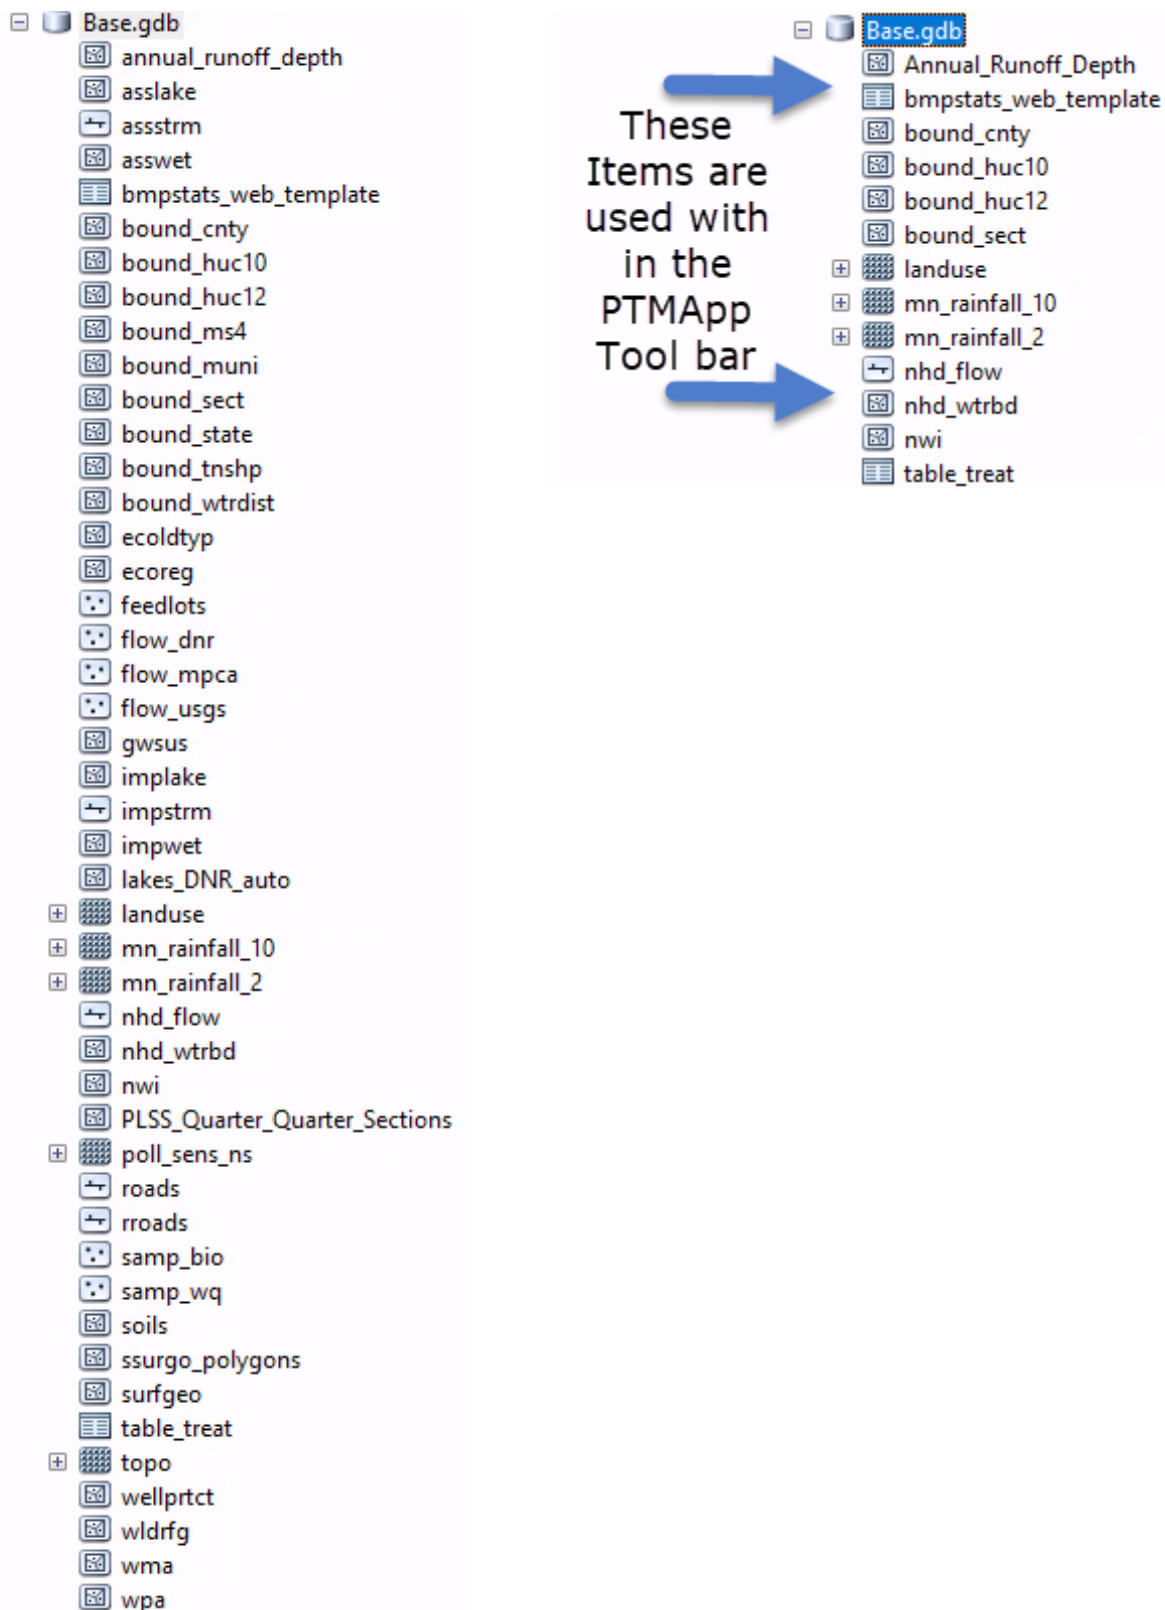 Base.gdb
annual_runoff_depth
asslake
assstrm
asswet
bmpstats_web_template
bound_cnty
bound_huc10
bound_huc12
bound_ms4
bound_muni
bound_sect
bound_state
bound_tnshp
bound_wtrdist
ecoldtyp
ecoreg
feedlots
flow_dnr
flow_mpca
flow_usgs
gwsus
implake
impstrm
impwet
lakes_DNR_auto
landuse
mn_rainfall_10
mn_rainfall_2
nhd_flow
nhd_wtrbd
nwi
PLSS_Quarter_Quarter_Sections
poll_sens_ns
roads
rroads
samp_bio
samp_wq
soils
ssurgo_polygons
surfgeo
table_treat
topo
wellprtct
wldrfg
wma
wpa
These
Items are
used with
in the
PTMApp
Tool bar
Base.gdb
Annual_Runoff_Depth
bmpstats_web_template
bound_cnty
bound_huc10
bound_huc12
bound_sect
landuse
mn_rainfall_10
mn_rainfall_2
nhd_flow
nhd_wtrbd
nwi
table_treat